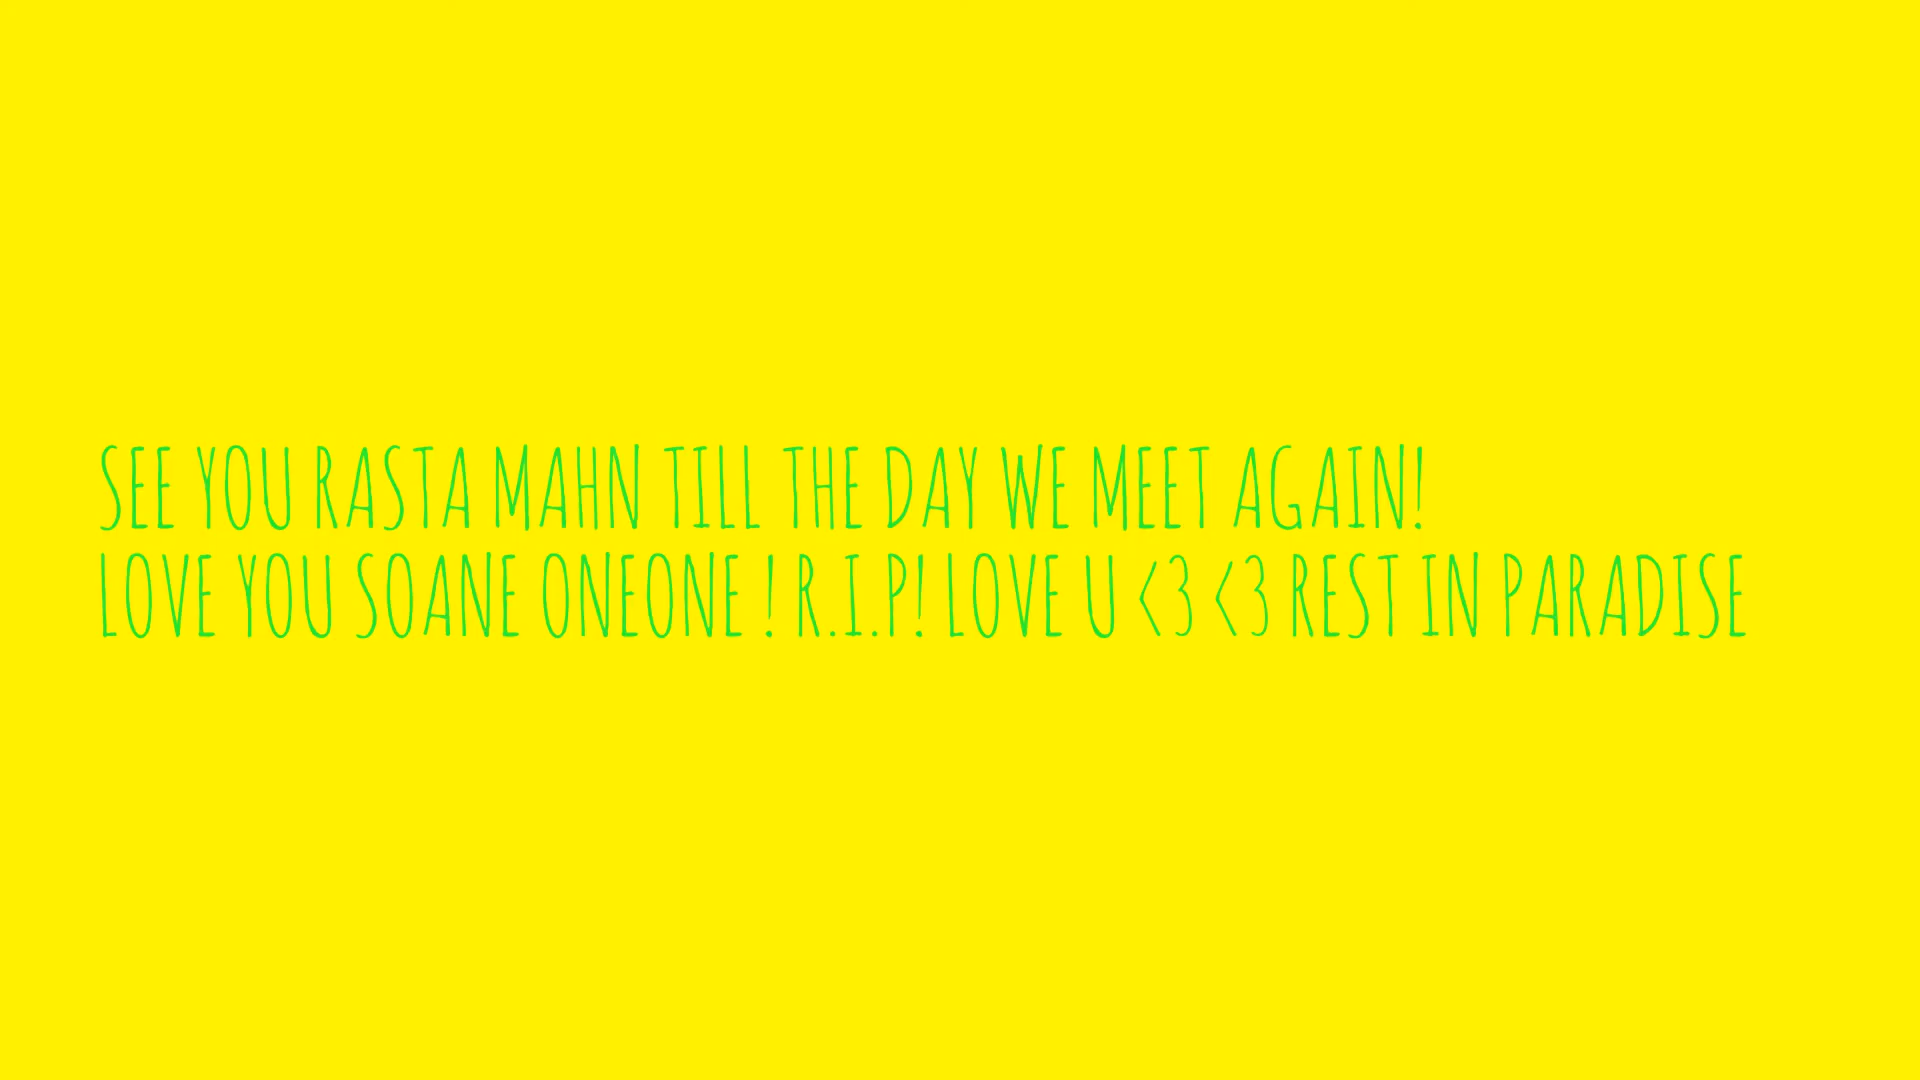 SEE YOU RASTA MAHN TILL THE DAY WE MEET AGAIN!
LOVE YOU SOANE ONEONE ! R.I.P! LOVE U <3 <3 REST IN PARADISE